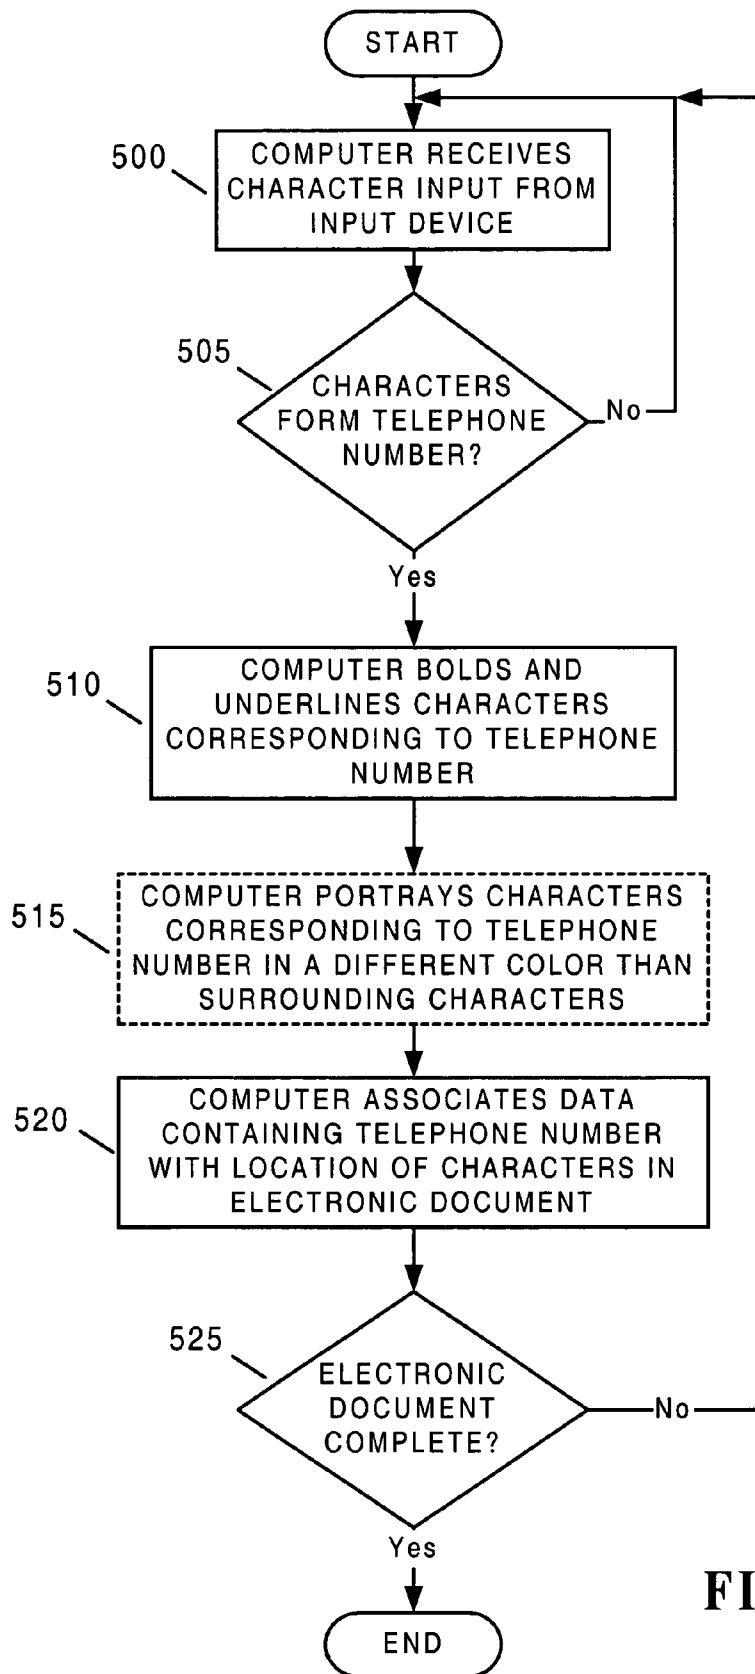 START
500
COMPUTER RECEIVES
CHARACTER INPUT FROM
INPUT DEVICE
505
CHARACTERS
FORM TELEPHONE
NUMBER?
No
Yes
510
COMPUTER BOLDS AND
UNDERLINES CHARACTERS
CORRESPONDING TO TELEPHONE
NUMBER
515
COMPUTER PORTRAYS CHARACTERS
CORRESPONDING TO TELEPHONE
NUMBER IN A DIFFERENT COLOR THAN
SURROUNDING CHARACTERS
520
COMPUTER ASSOCIATES DATA
CONTAINING TELEPHONE NUMBER
WITH LOCATION OF CHARACTERS IN
ELECTRONIC DOCUMENT
525
ELECTRONIC
DOCUMENT
COMPLETE?
No
Yes
FI
END